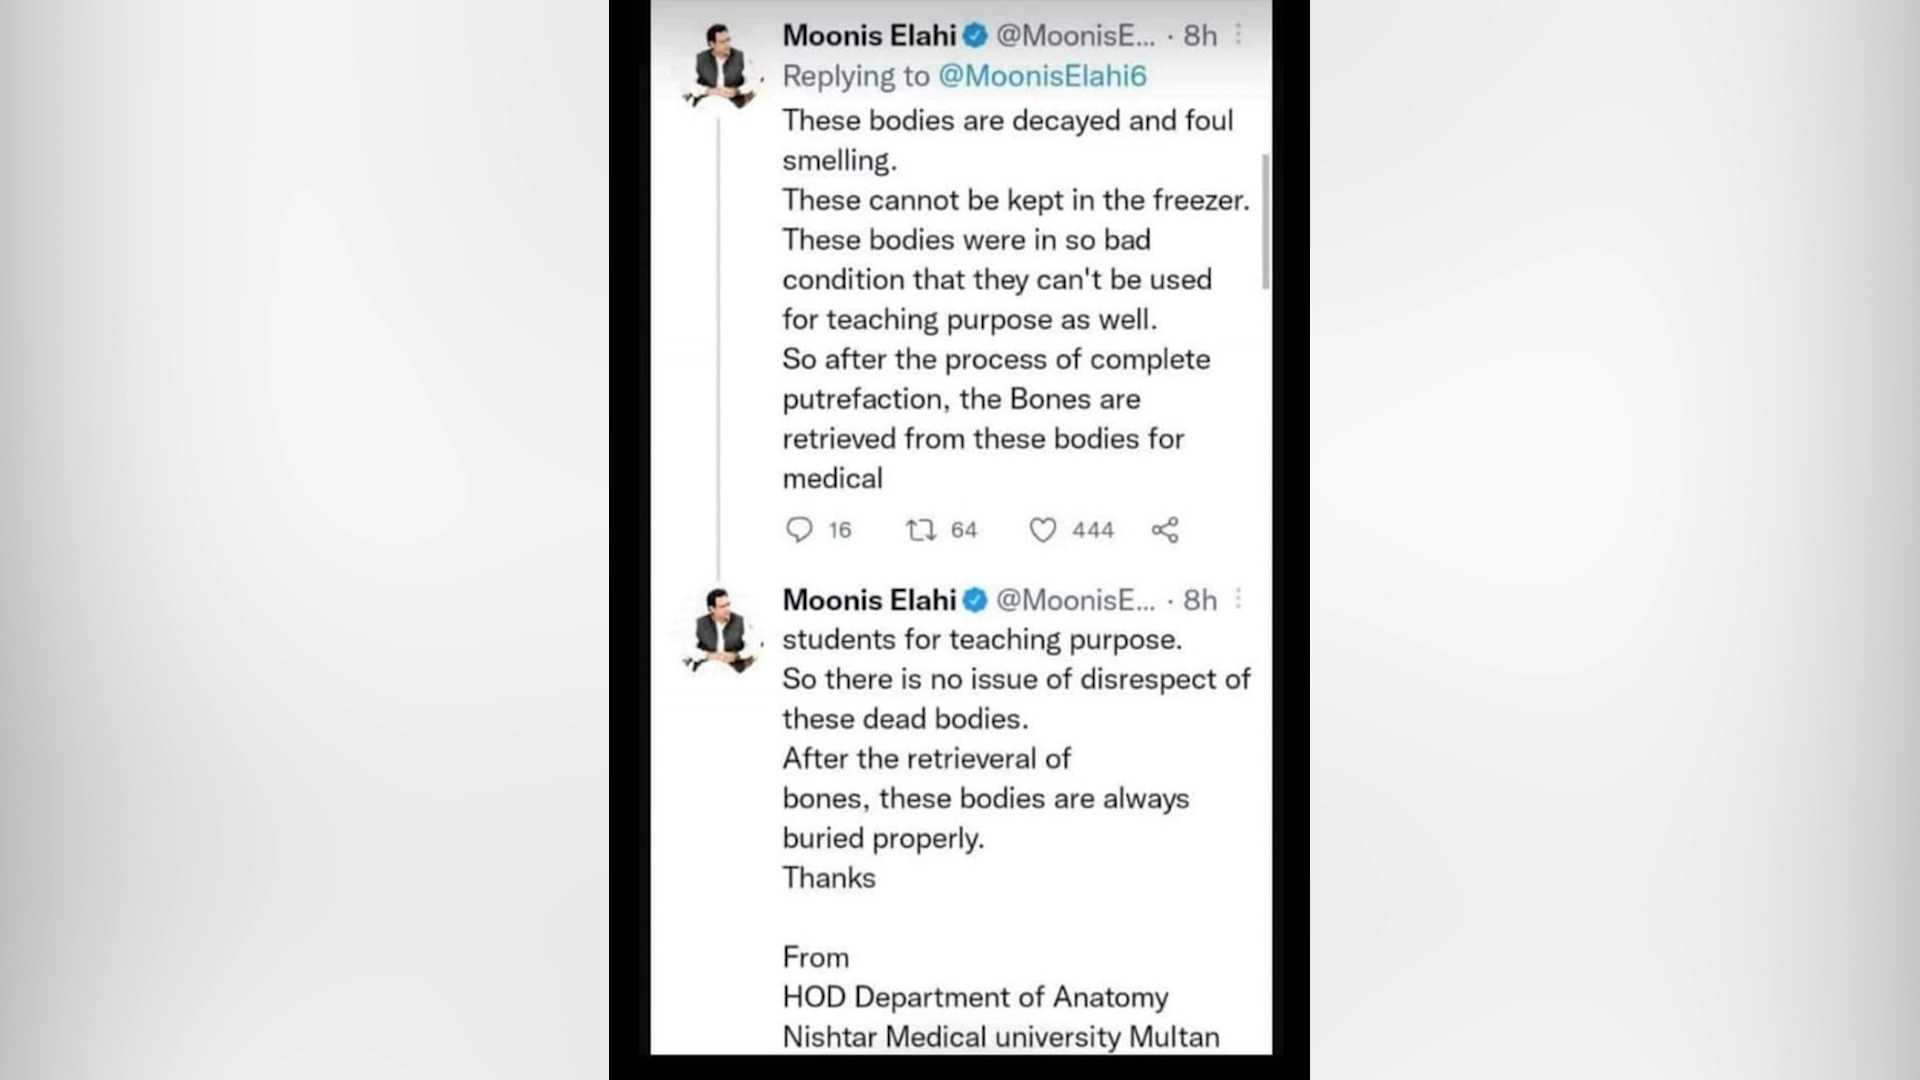 Moonis Elahi @MoonisE... · 8h
Replying to @MoonisElahi6
These bodies are decayed and foul
smelling.
These cannot be kept in the freezer.
These bodies were in so bad
condition that they can't be used
for teaching purpose as well.
So after the process of complete
putrefaction, the Bones are
retrieved from these bodies for
medical
16 64 444
Moonis Elahi @MoonisE... · 8h
students for teaching purpose.
So there is no issue of disrespect of
these dead bodies.
After the retrieveral of
bones, these bodies are always
buried properly.
Thanks
From
HOD Department of Anatomy
Nishtar Medical university Multan